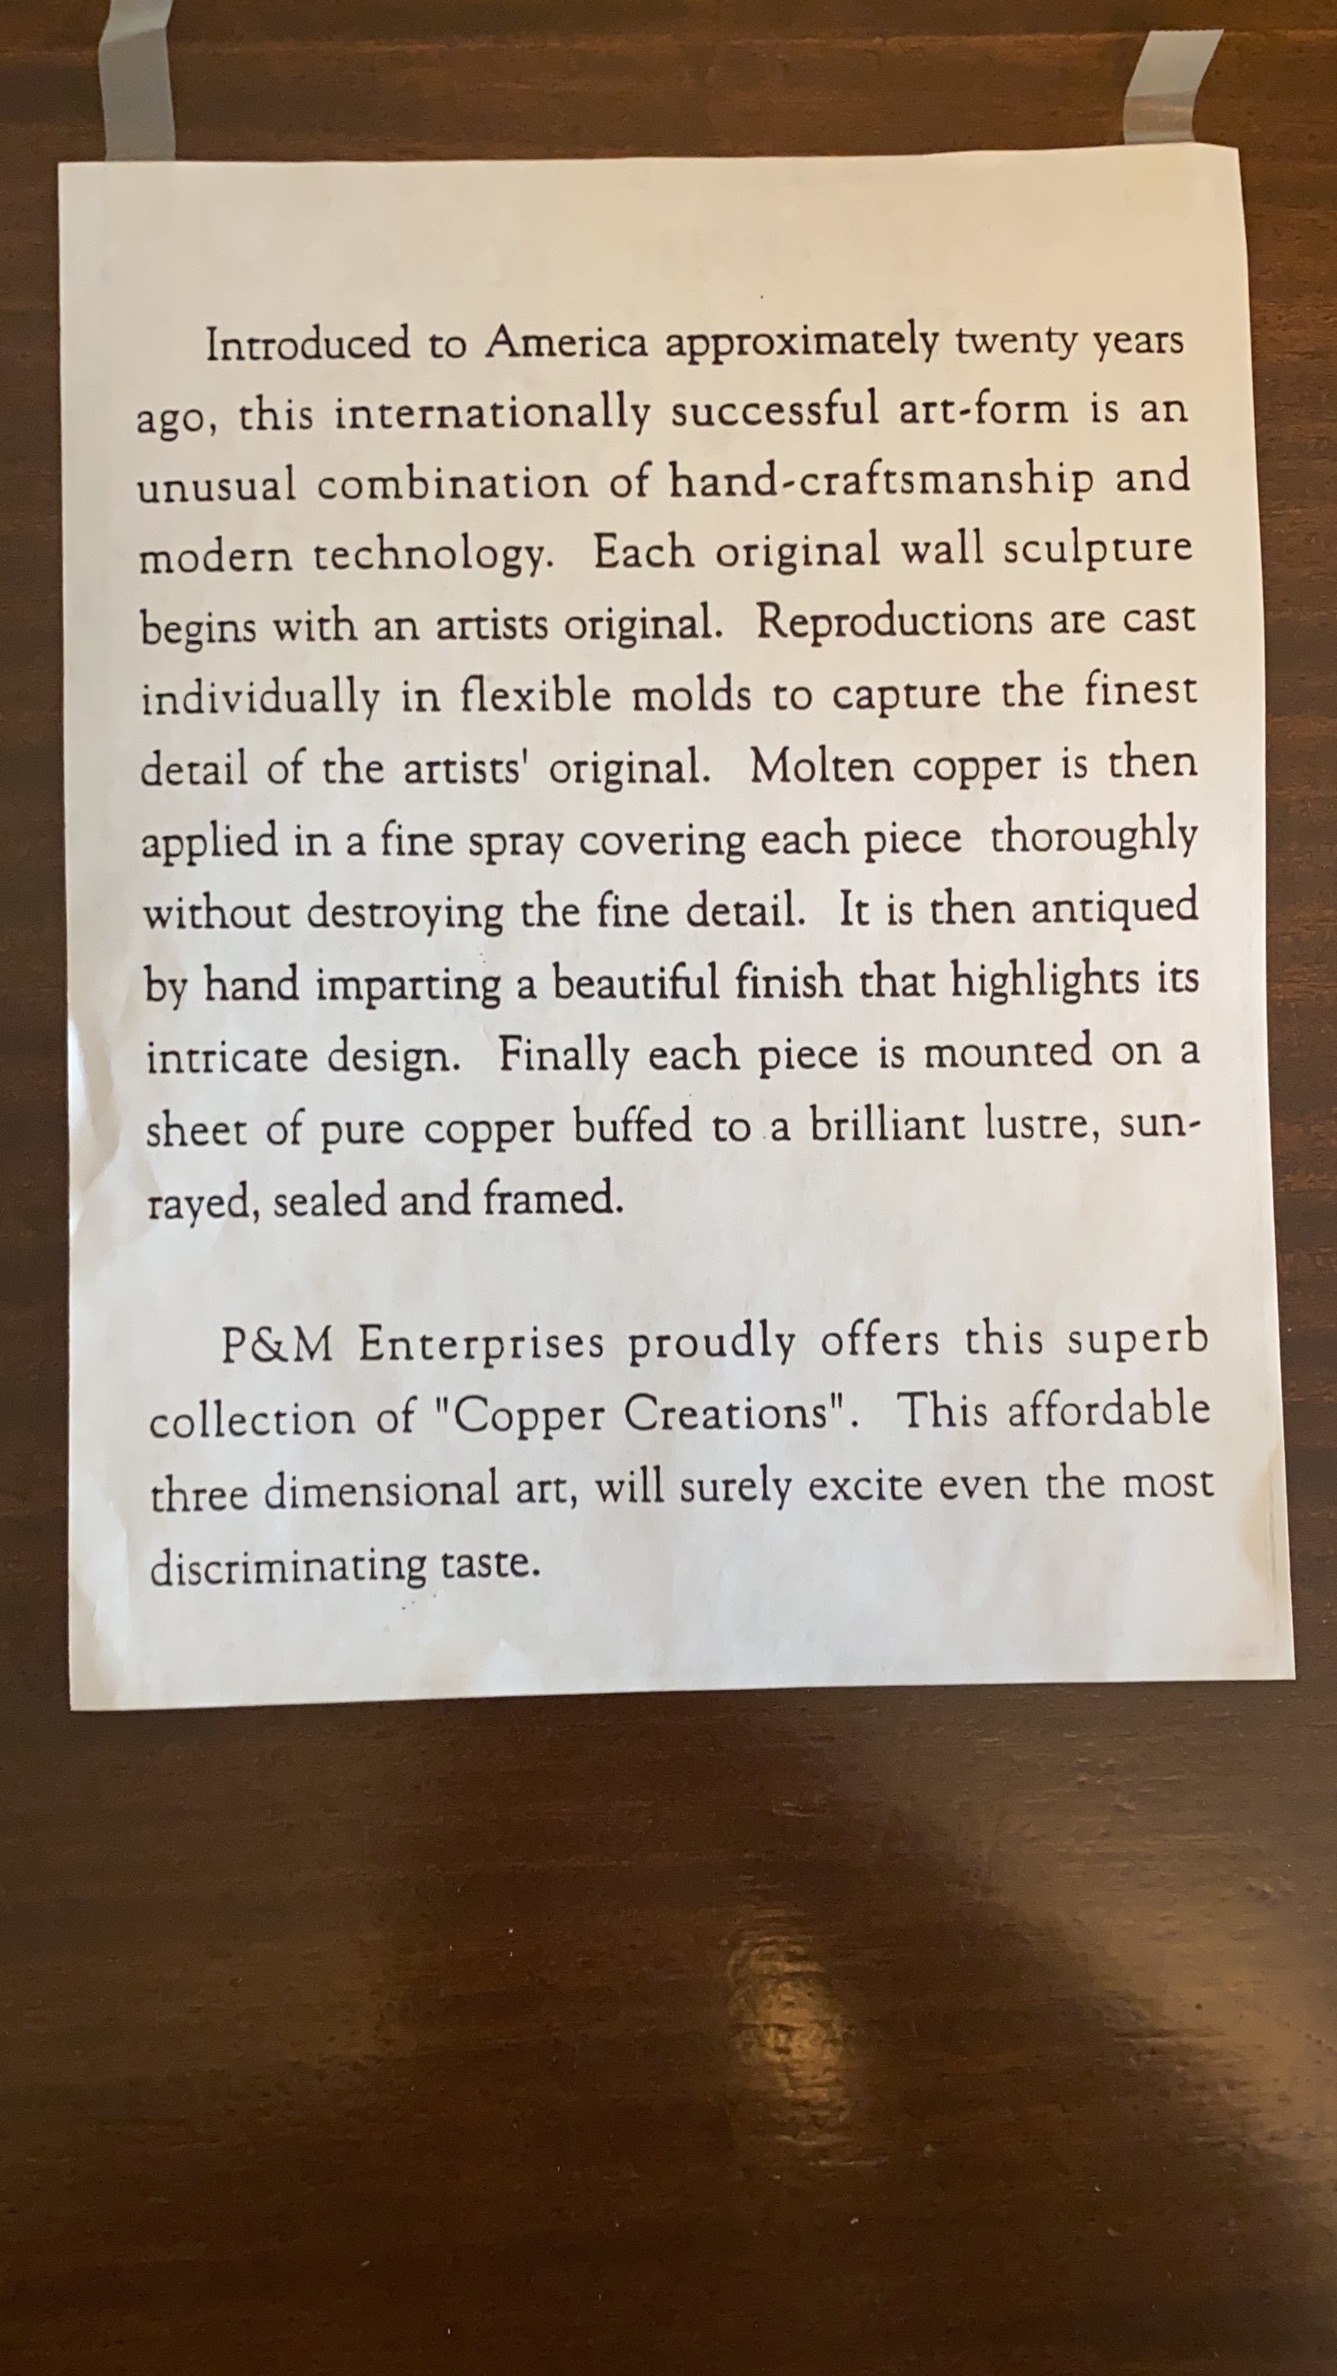 Introduced to America approximately twenty years
ago, this internationally successful art-form is an
unusual combination of hand-craftsmanship and
modern technology. Each original wall sculpture
begins with an artists original. Reproductions are cast
individually in flexible molds to capture the finest
detail of the artists' original. Molten copper is then
applied in a fine spray covering each piece thoroughly
without destroying the fine detail. It is then antiqued
by hand imparting a beautiful finish that highlights its
intricate design. Finally each piece is mounted on a
sheet of pure copper buffed to a brilliant lustre, sun-
rayed, sealed and framed.
P&M Enterprises proudly offers this superb
collection of "Copper Creations". This affordable
three dimensional art, will surely excite even the most
discriminating taste.